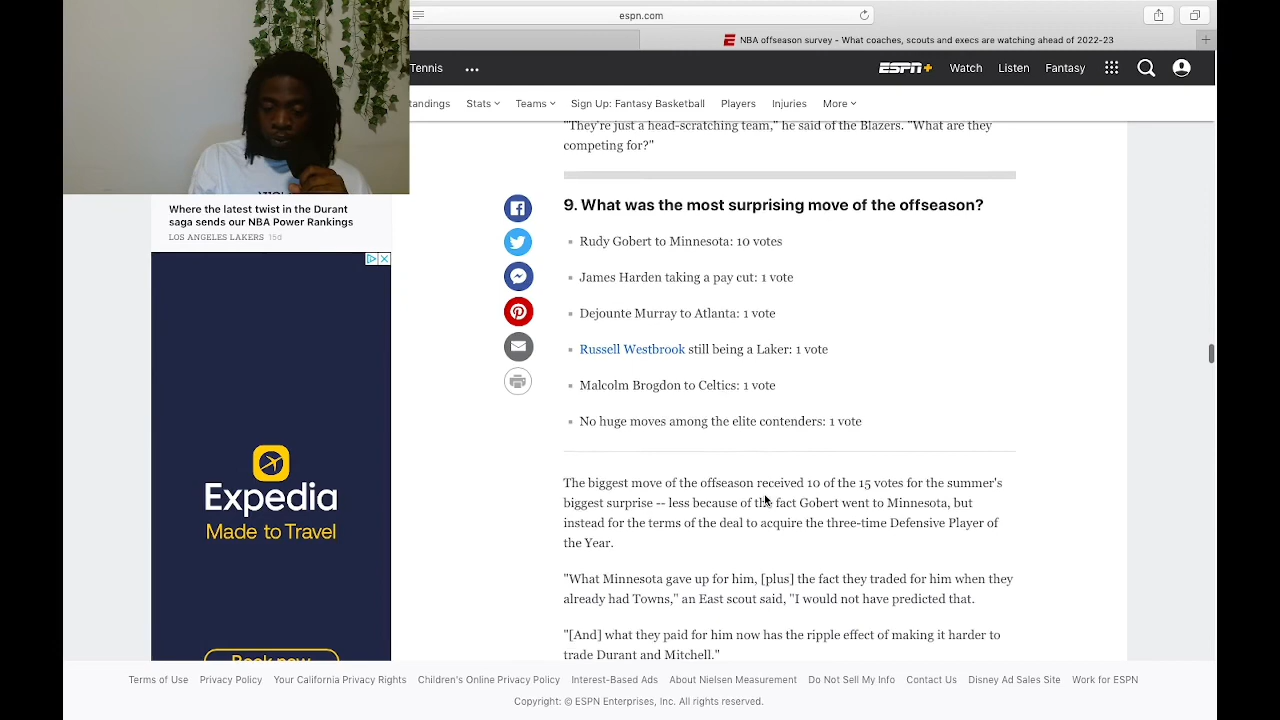 espn.com
NBA offseason survey - What coaches, scouts and execs are watching ahead of 2022-23
Tennis
ESPN+ Watch Listen Fantasy
Stats Teams Sign Up: Fantasy Basketball Players Injuries More
"They're just a head-scratching team," he said of the Blazers. "What are they
competing for?"
Where the latest twist in the Durant
saga sends our NBA Power Rankings
LOS ANGELES LAKERS 15d
Expedia
Made to Travel
Book now
9. What was the most surprising move of the offseason?
Rudy Gobert to Minnesota: 10 votes
James Harden taking a pay cut: 1 vote
Dejounte Murray to Atlanta: 1 vote
Russell Westbrook still being a Laker: 1 vote
Malcolm Brogdon to Celtics: 1 vote
No huge moves among the elite contenders: 1 vote
The biggest move of the offseason received 10 of the 15 votes for the summer's
biggest surprise -- less because of the fact Gobert went to Minnesota, but
instead for the terms of the deal to acquire the three-time Defensive Player of
the Year.
"What Minnesota gave up for him, [plus] the fact they traded for him when they
already had Towns," an East scout said, "I would not have predicted that.
"[And] what they paid for him now has the ripple effect of making it harder to
trade Durant and Mitchell."
Terms of Use Privacy Policy Your California Privacy Rights Children's Online Privacy Policy Interest-Based Ads About Nielsen Measurement Do Not Sell My Info Contact Us Disney Ad Sales Site Work for ESPN
Copyright: © ESPN Enterprises, Inc. All rights reserved.